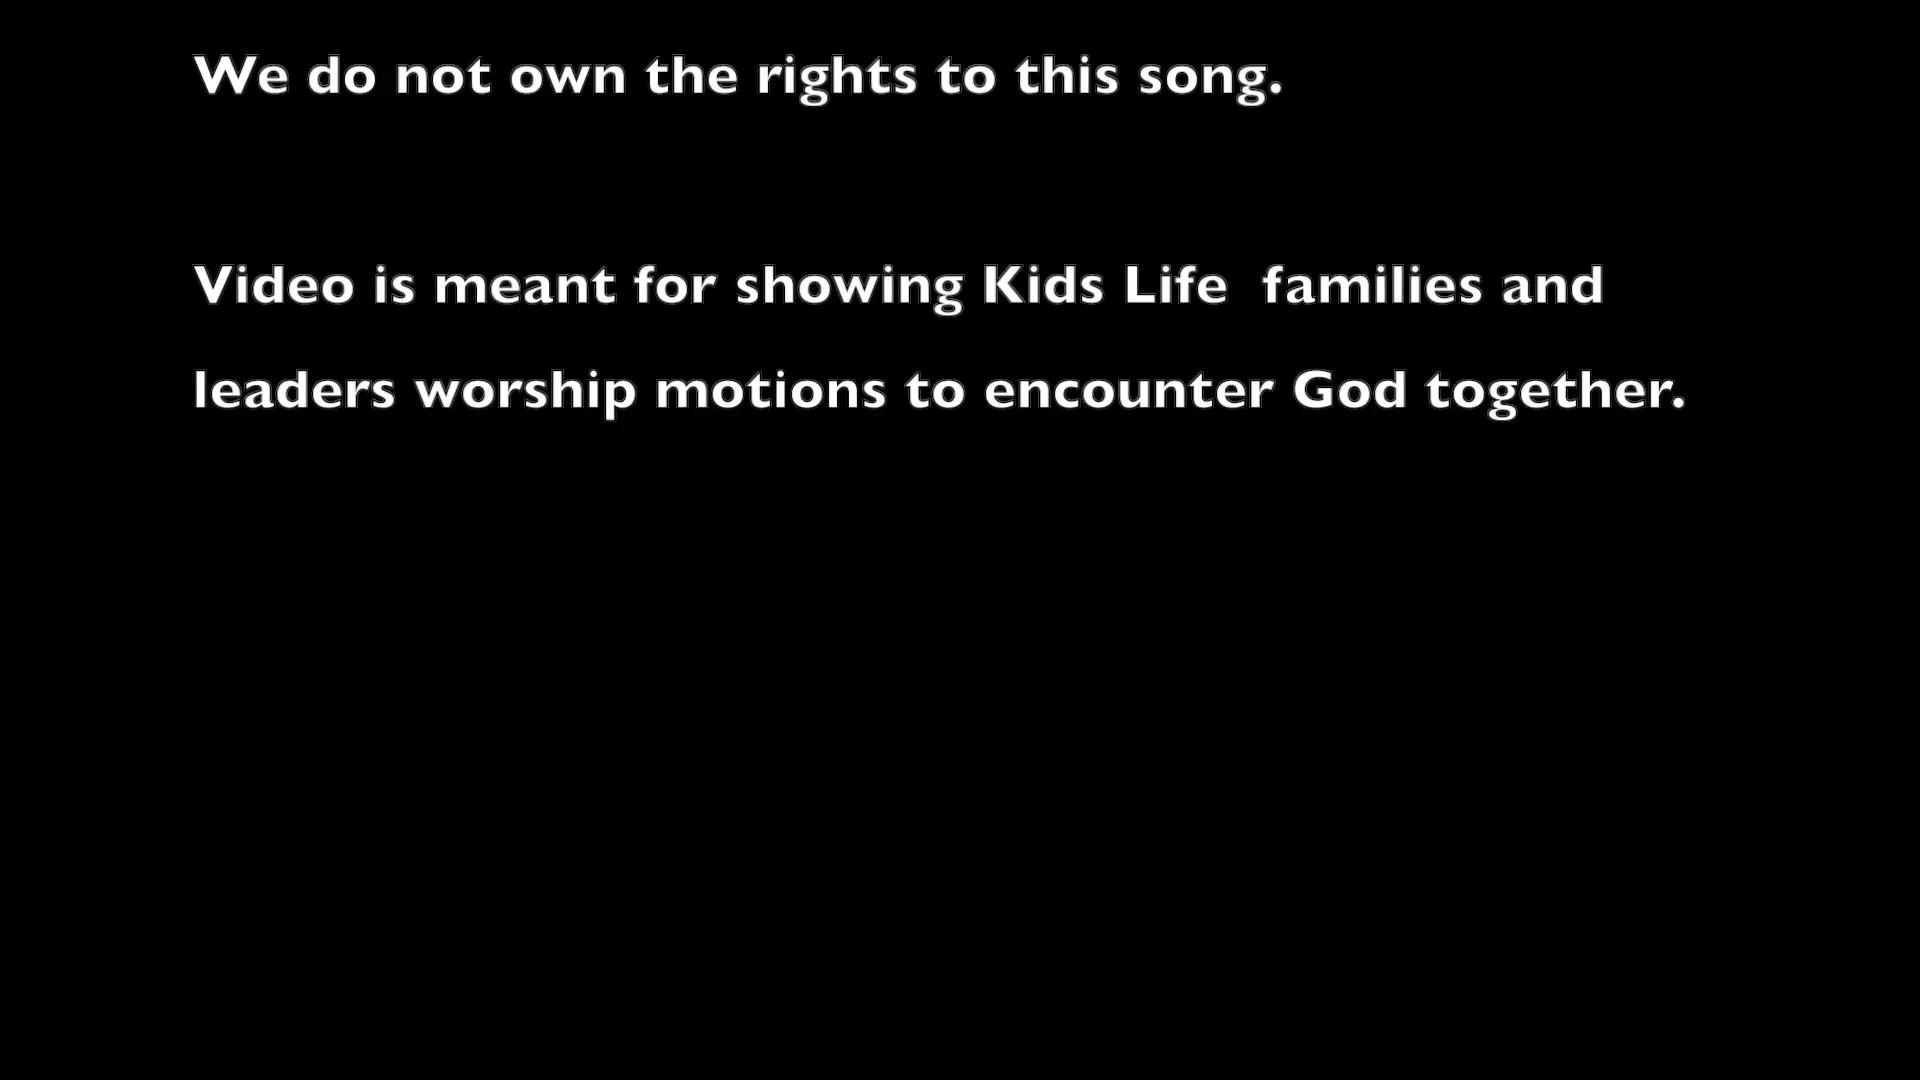 We do not own the rights to this song.
Video is meant for showing Kids Life  families and
leaders worship motions to encounter God together.